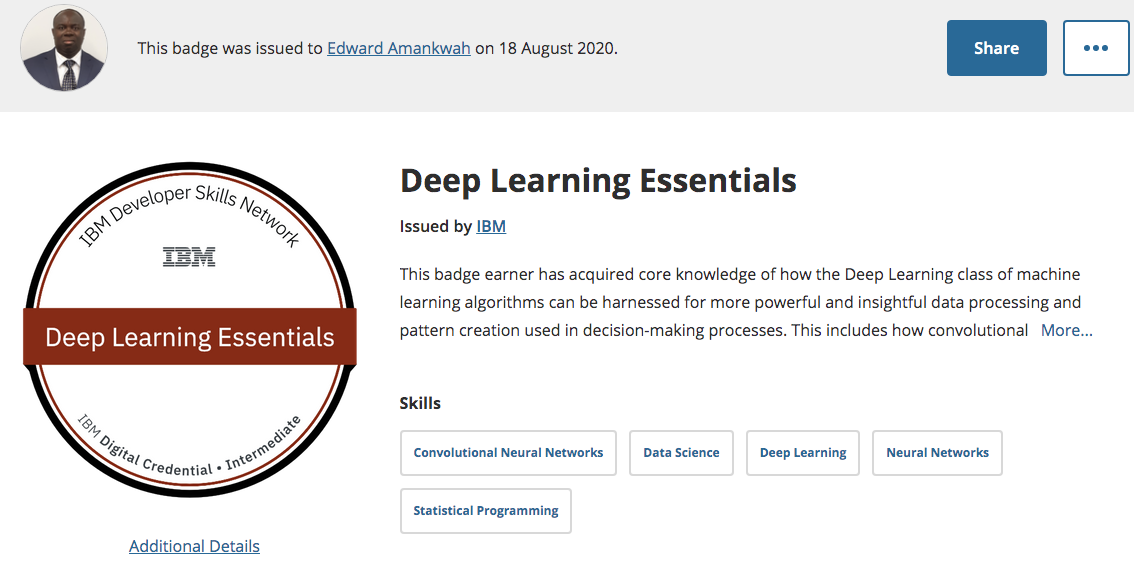 This badge was issued to Edward Amankwah on 18 August 2020.
Share
IBM Developer Skills Network
IBM
Deep Learning Essentials
IBM Digital Credential • Intermediate
Additional Details
Deep Learning Essentials
Issued by IBM
This badge earner has acquired core knowledge of how the Deep Learning class of machine
learning algorithms can be harnessed for more powerful and insightful data processing and
pattern creation used in decision-making processes. This includes how convolutional More...
Skills
Convolutional Neural Networks Data Science Deep Learning Neural Networks
Statistical Programming